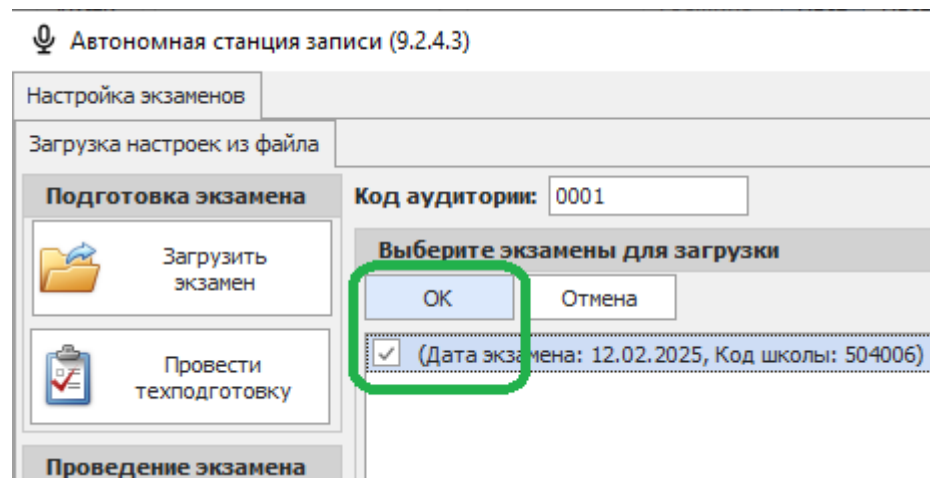 Автономная станция записи (9.2.4.3)
Настройка экзаменов
Загрузка настроек из файла
Подготовка экзамена
Код аудитории: 0001
Загрузить
экзамен
Выберите экзамены для загрузки
ОК Отмена
(Дата экзамена: 12.02.2025, Код школы: 504006)
Провести
техподготовку
Проведение экзамена